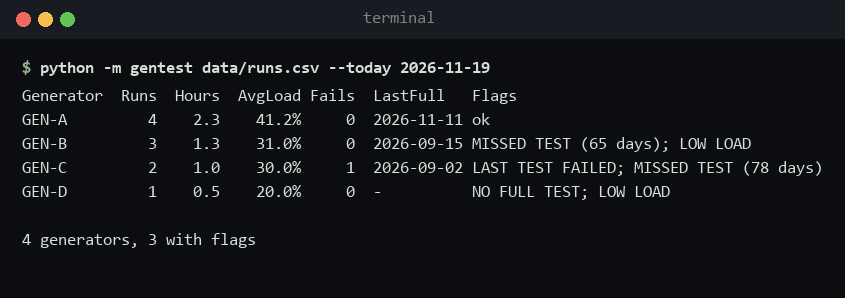 terminal
$ python -m gentest data/runs.csv --today 2026-11-19
Generator  Runs  Hours  AvgLoad Fails  LastFull   Flags
GEN-A         4    2.3    41.2%     0  2026-11-11 ok
GEN-B         3    1.3    31.0%     0  2026-09-15 MISSED TEST (65 days); LOW LOAD
GEN-C         2    1.0    30.0%     1  2026-09-02 LAST TEST FAILED; MISSED TEST (78 days)
GEN-D         1    0.5    20.0%     0  -          NO FULL TEST; LOW LOAD
4 generators, 3 with flags